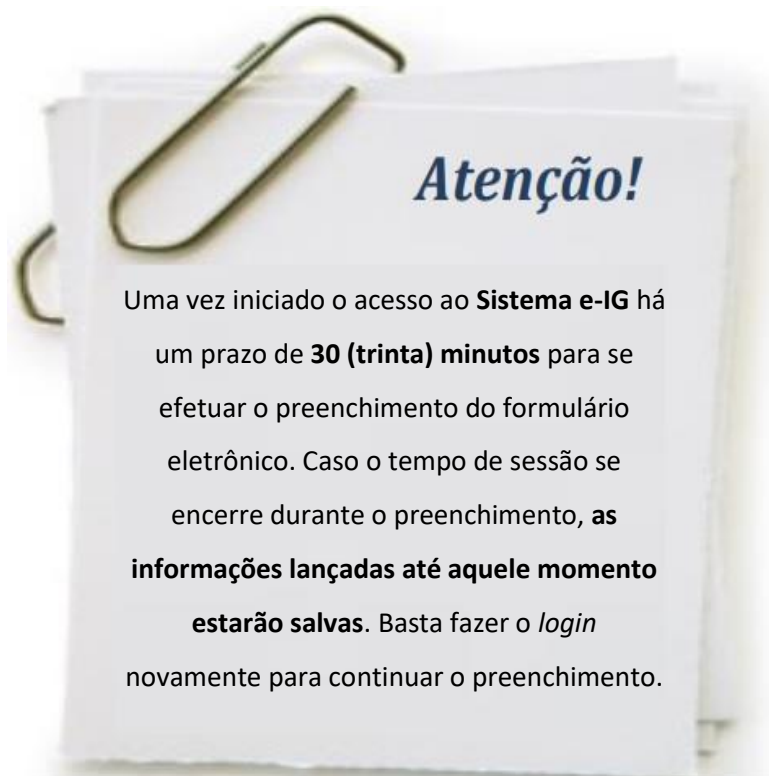 Atenção!
Uma vez iniciado o acesso ao Sistema e-IG há
um prazo de 30 (trinta) minutos para se
efetuar o preenchimento do formulário
eletrônico. Caso o tempo de sessão se
encerre durante o preenchimento, as
informações lançadas até aquele momento
estarão salvas. Basta fazer o login
novamente para continuar o preenchimento.